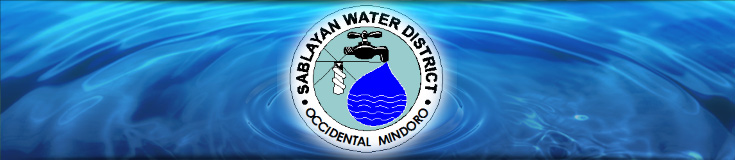 SABLAYAN WATER DISTRICT
• OCCIDENTAL MINDORO •